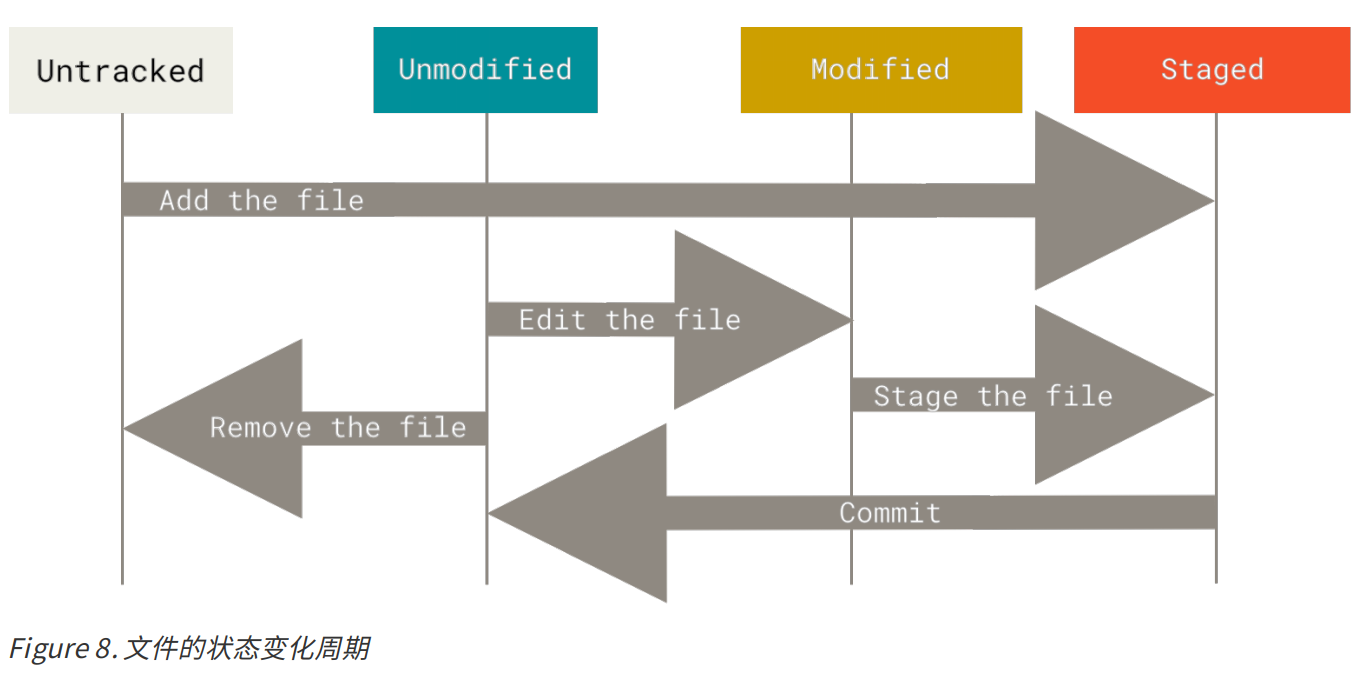 Untracked
Unmodified
Modified
Staged
Add the file
Edit the file
Stage the file
Remove the file
Commit
Figure 8. 文件的状态变化周期